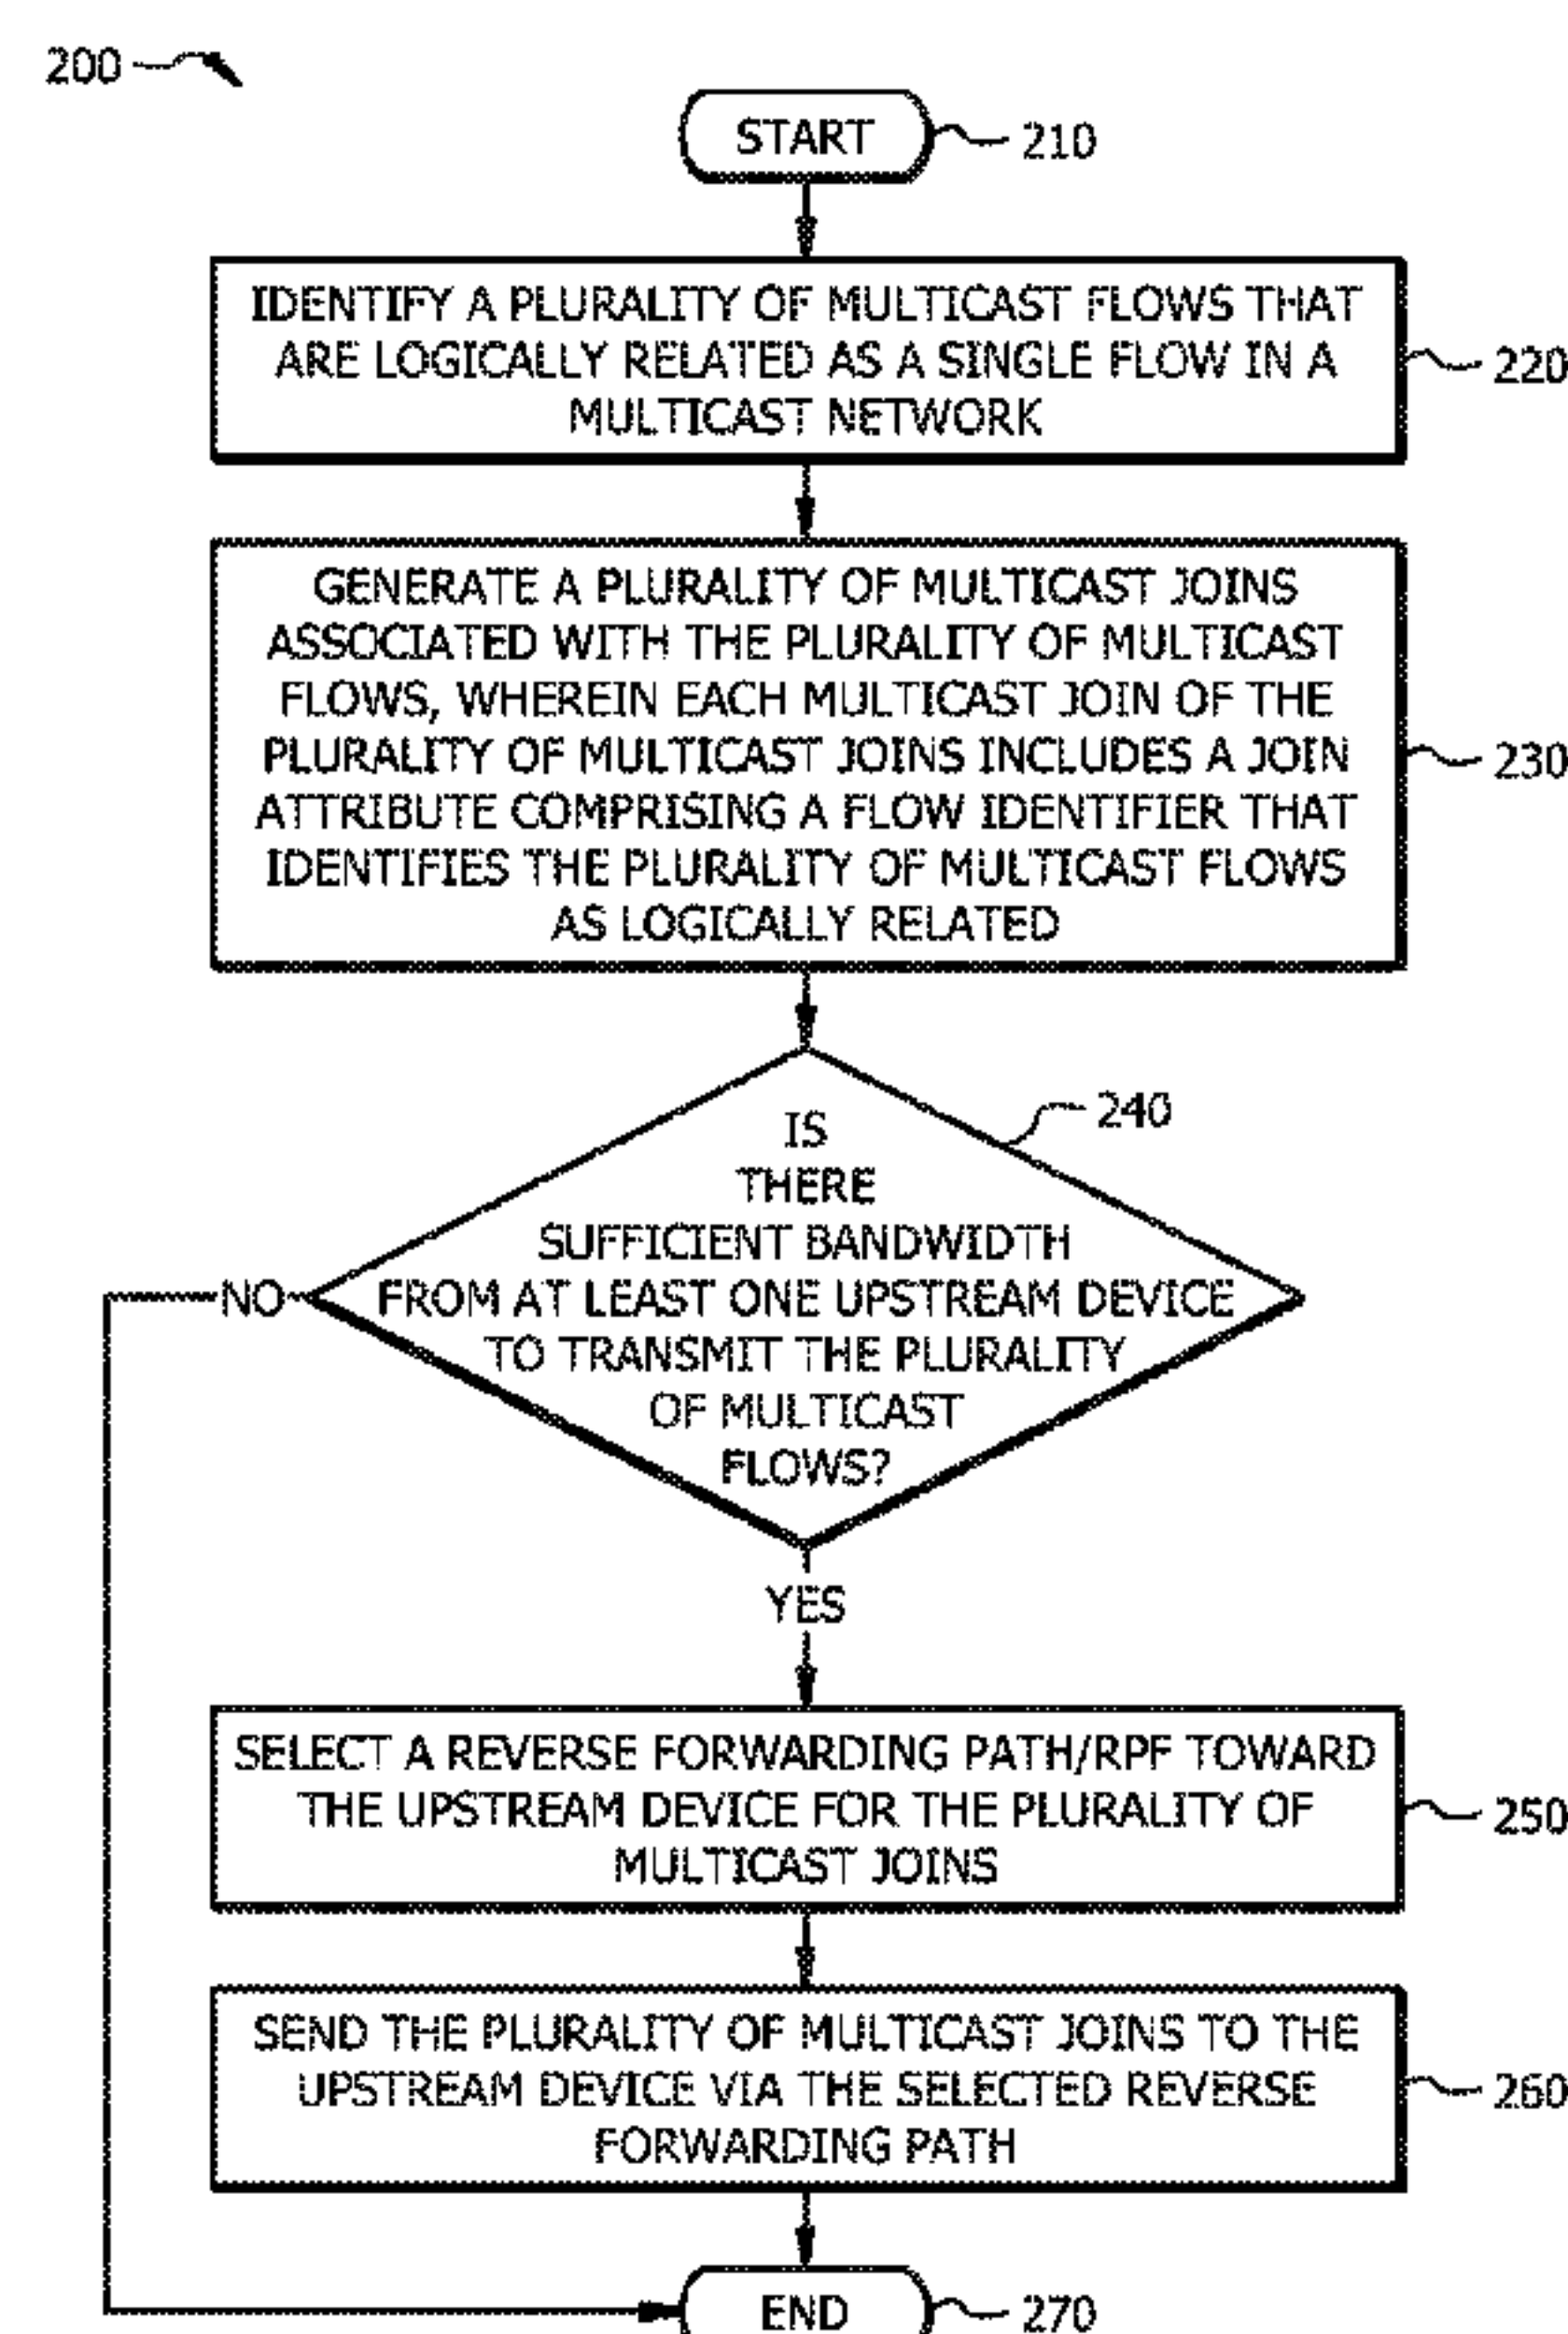 200
START
210
IDENTIFY A PLURALITY OF MULTICAST FLOWS THAT
ARE LOGICALLY RELATED AS A SINGLE FLOW IN A
MULTICAST NETWORK
220
GENERATE A PLURALITY OF MULTICAST JOINS
ASSOCIATED WITH THE PLURALITY OF MULTICAST
FLOWS, WHEREIN EACH MULTICAST JOIN OF THE
PLURALITY OF MULTICAST JOINS INCLUDES A JOIN
ATTRIBUTE COMPRISING A FLOW IDENTIFIER THAT
IDENTIFIES THE PLURALITY OF MULTICAST FLOWS
AS LOGICALLY RELATED
230
IS
THERE
SUFFICIENT BANDWIDTH
FROM AT LEAST ONE UPSTREAM DEVICE
TO TRANSMIT THE PLURALITY
OF MULTICAST
FLOWS?
240
NO
YES
SELECT A REVERSE FORWARDING PATH/RPF TOWARD
THE UPSTREAM DEVICE FOR THE PLURALITY OF
MULTICAST JOINS
250
SEND THE PLURALITY OF MULTICAST JOINS TO THE
UPSTREAM DEVICE VIA THE SELECTED REVERSE
FORWARDING PATH
260
END
270